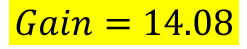 Gain = 14.08